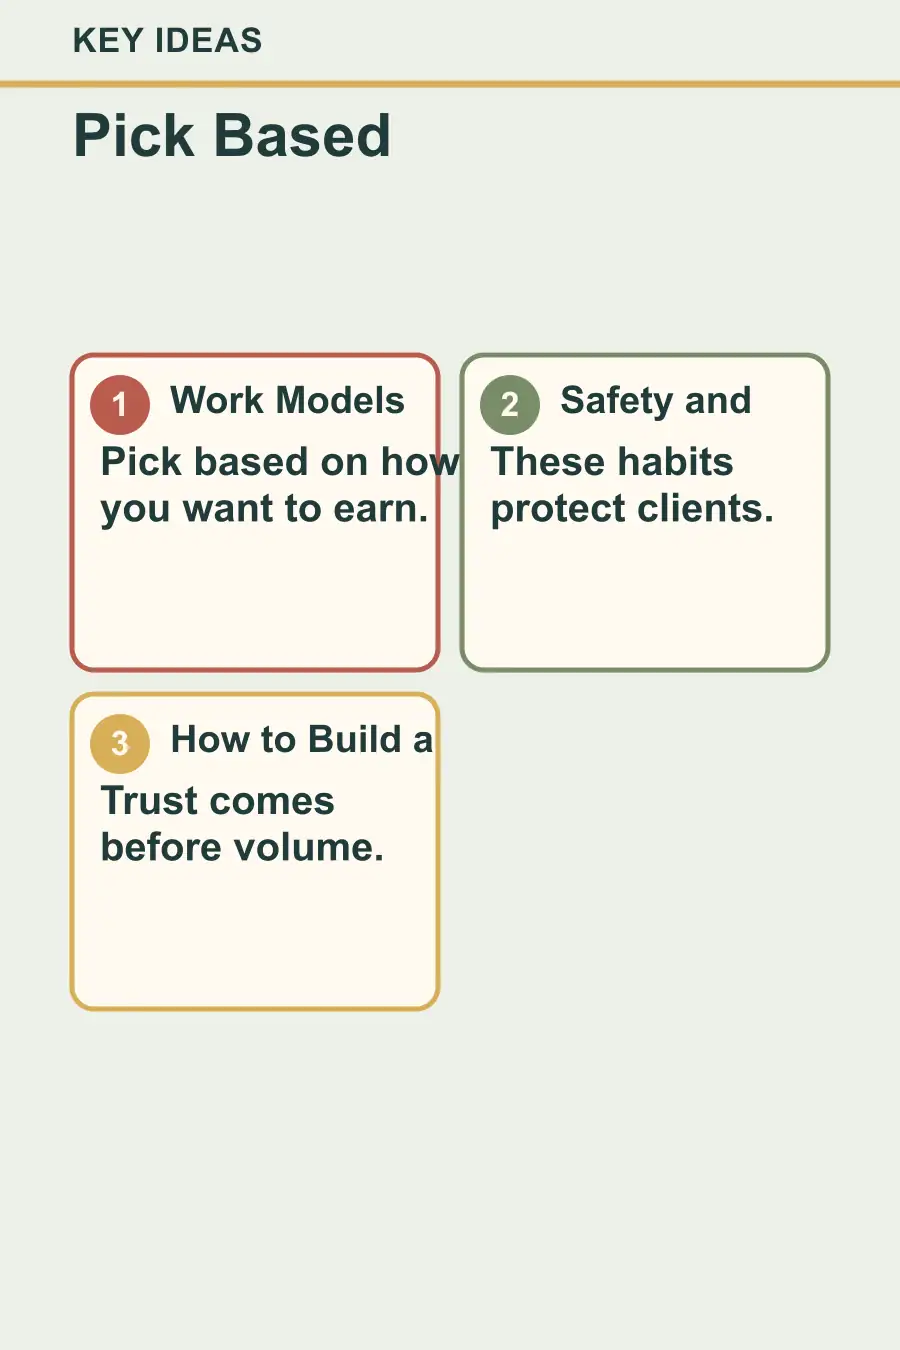 KEY IDEAS
Pick Based
1
Work Models
Pick based on how
you want to earn.
2
Safety and
These habits
protect clients.
3
How to Build a
Trust comes
before volume.